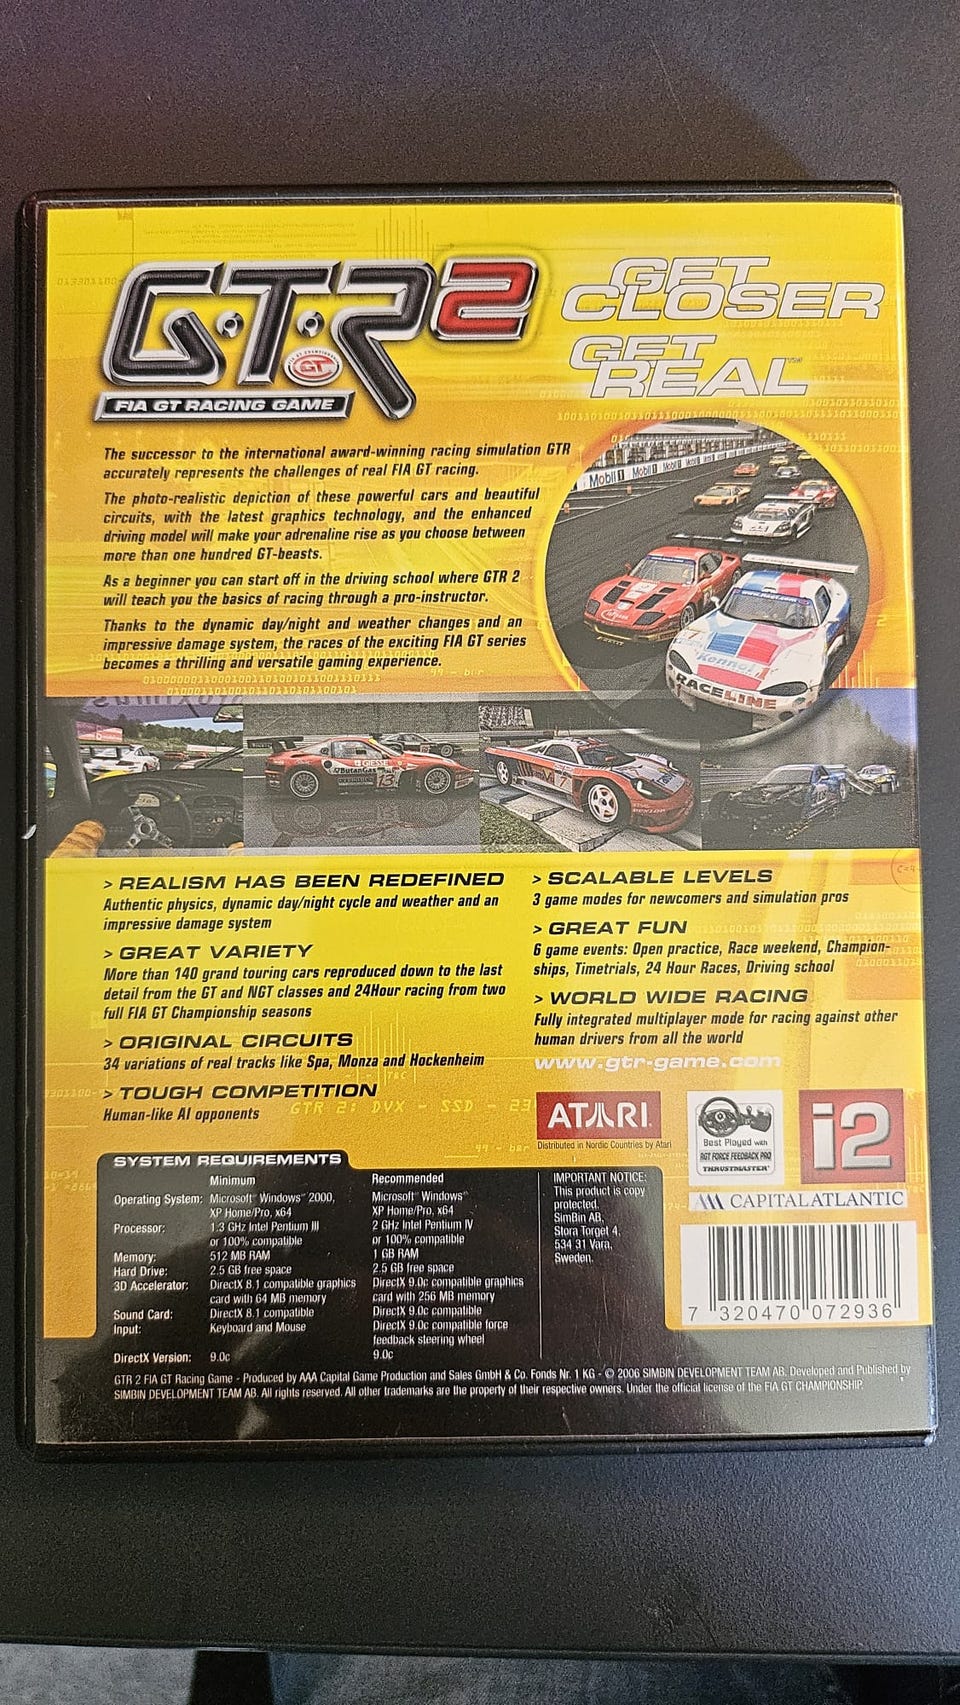 G·T·R2
GT
FIA GT RACING GAME
GET
CLOSER
GET
REAL™
The successor to the international award-winning racing simulation GTR
accurately represents the challenges of real FIA GT racing.
The photo-realistic depiction of these powerful cars and beautiful
circuits, with the latest graphics technology, and the enhanced
driving model will make your adrenaline rise as you choose between
more than one hundred GT-beasts.
As a beginner you can start off in the driving school where GTR 2
will teach you the basics of racing through a pro-instructor.
Thanks to the dynamic day/night and weather changes and an
impressive damage system, the races of the exciting FIA GT series
becomes a thrilling and versatile gaming experience.
Mobil 1 Mobil 1 Mobil 1
RACELINE
GIESSE
ButanGas
13
> REALISM HAS BEEN REDEFINED
Authentic physics, dynamic day/night cycle and weather and an
impressive damage system
> GREAT VARIETY
More than 140 grand touring cars reproduced down to the last
detail from the GT and NGT classes and 24Hour racing from two
full FIA GT Championship seasons
> ORIGINAL CIRCUITS
34 variations of real tracks like Spa, Monza and Hockenheim
> TOUGH COMPETITION
Human-like AI opponents
> SCALABLE LEVELS
3 game modes for newcomers and simulation pros
> GREAT FUN
6 game events: Open practice, Race weekend, Champion-
ships, Timetrials, 24 Hour Races, Driving school
> WORLD WIDE RACING
Fully integrated multiplayer mode for racing against other
human drivers from all the world
www.gtr-game.com
GTR 2: DVX - SSD - 23
ATARI
Distributed in Nordic Countries by Atari
Best Played with
RGT FORCE FEEDBACK PRO
THRUSTMASTER
i2
CAPITALATLANTIC
SYSTEM REQUIREMENTS
Minimum Recommended
Operating System: Microsoft® Windows® 2000, Microsoft® Windows®
XP Home/Pro, x64 XP Home/Pro, x64
Processor: 1.3 GHz Intel Pentium III 2 GHz Intel Pentium IV
or 100% compatible or 100% compatible
Memory: 512 MB RAM 1 GB RAM
Hard Drive: 2.5 GB free space 2.5 GB free space
3D Accelerator: DirectX 8.1 compatible graphics DirectX 9.0c compatible graphics
card with 64 MB memory card with 256 MB memory
Sound Card: DirectX 8.1 compatible DirectX 9.0c compatible
Input: Keyboard and Mouse DirectX 9.0c compatible force
feedback steering wheel
DirectX Version: 9.0c 9.0c
IMPORTANT NOTICE:
This product is copy
protected.
SimBin AB,
Stora Torget 4,
534 31 Vara,
Sweden.
7 320470 072936
GTR 2 FIA GT Racing Game - Produced by AAA Capital Game Production and Sales GmbH & Co. Fonds Nr. 1 KG - © 2006 SIMBIN DEVELOPMENT TEAM AB. Developed and Published by
SIMBIN DEVELOPMENT TEAM AB. All rights reserved. All other trademarks are the property of their respective owners. Under the official license of the FIA GT CHAMPIONSHIP.